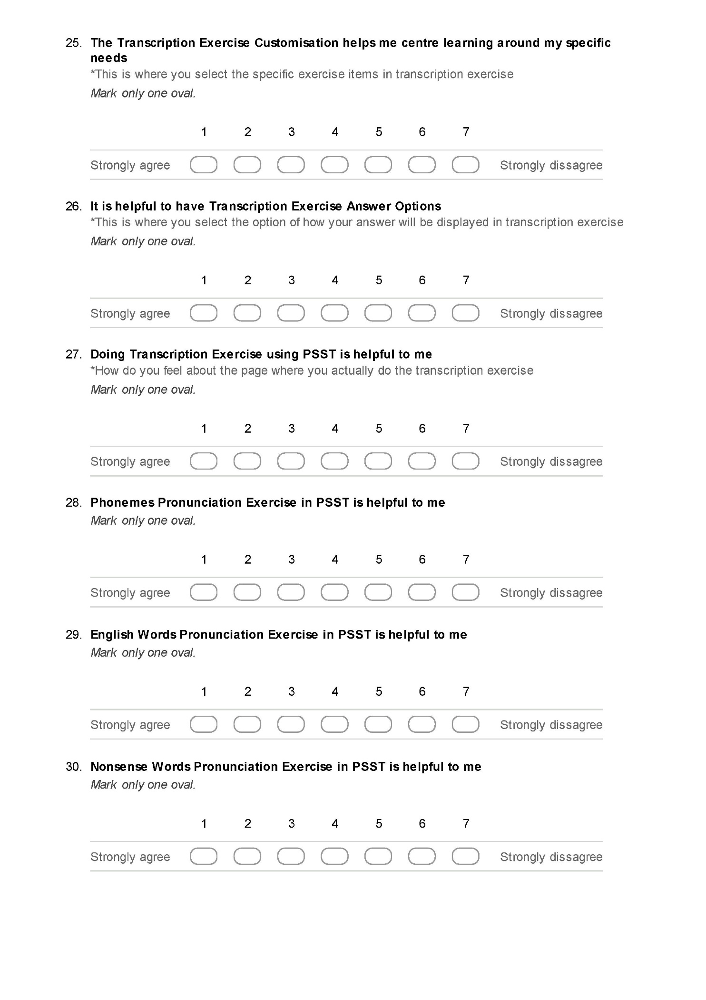 25. The Transcription Exercise Customisation helps me centre learning around my specific
needs
*This is where you select the specific exercise items in transcription exercise
Mark only one oval.
1 2 3 4 5 6 7
Strongly agree Strongly dissagree
26. It is helpful to have Transcription Exercise Answer Options
*This is where you select the option of how your answer will be displayed in transcription exercise
Mark only one oval.
1 2 3 4 5 6 7
Strongly agree Strongly dissagree
27. Doing Transcription Exercise using PSST is helpful to me
*How do you feel about the page where you actually do the transcription exercise
Mark only one oval.
1 2 3 4 5 6 7
Strongly agree Strongly dissagree
28. Phonemes Pronunciation Exercise in PSST is helpful to me
Mark only one oval.
1 2 3 4 5 6 7
Strongly agree Strongly dissagree
29. English Words Pronunciation Exercise in PSST is helpful to me
Mark only one oval.
1 2 3 4 5 6 7
Strongly agree Strongly dissagree
30. Nonsense Words Pronunciation Exercise in PSST is helpful to me
Mark only one oval.
1 2 3 4 5 6 7
Strongly agree Strongly dissagree